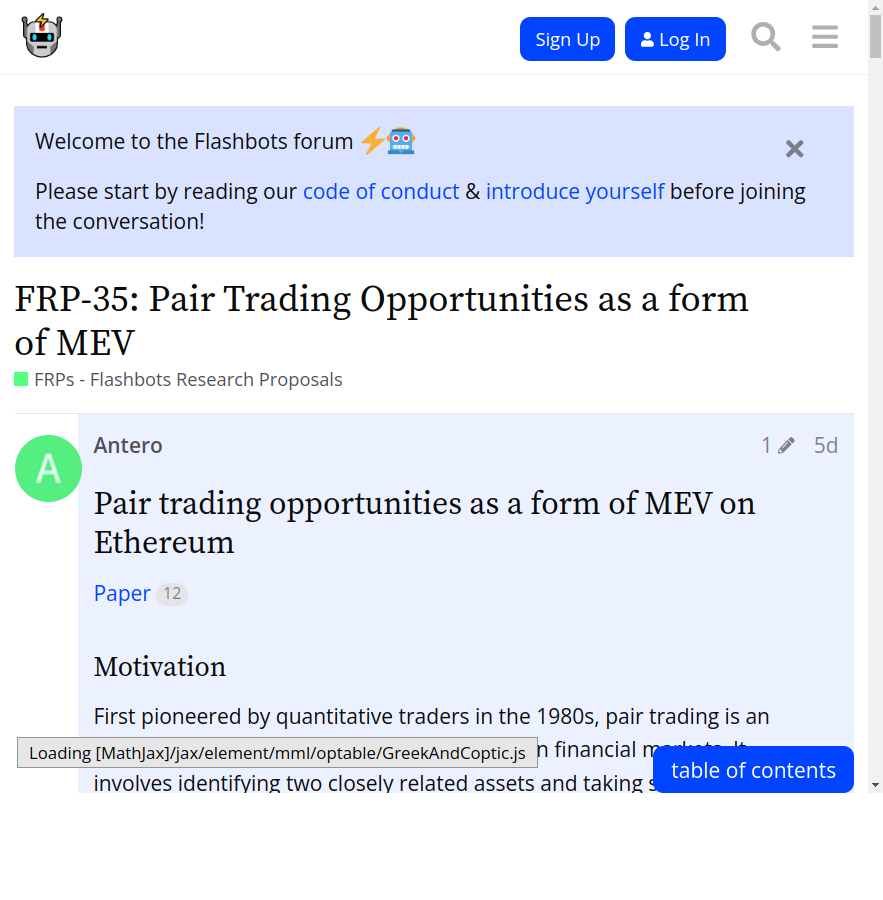 Sign Up
Log In
Welcome to the Flashbots forum
Please start by reading our code of conduct & introduce yourself before joining
the conversation!
FRP-35: Pair Trading Opportunities as a form
of MEV
FRPs - Flashbots Research Proposals
A
Antero
1
5d
Pair trading opportunities as a form of MEV on
Ethereum
Paper 12
Motivation
First pioneered by quantitative traders in the 1980s, pair trading is an
Loading [MathJax]/jax/element/mml/optable/GreekAndCoptic.js
financial markets. It
involves identifying two closely related assets and taking
table of contents